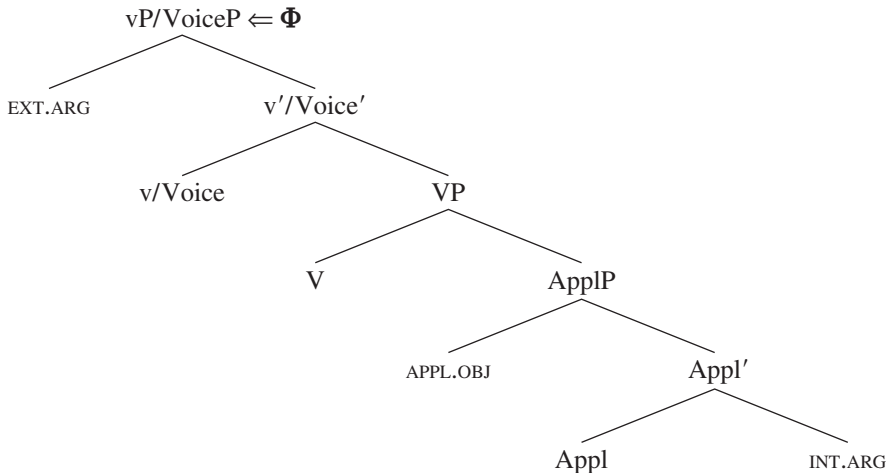 vP/VoiceP ⇐ Φ
EXT.ARG v′/Voice′
v/Voice VP
V ApplP
APPL.OBJ Appl′
Appl INT.ARG